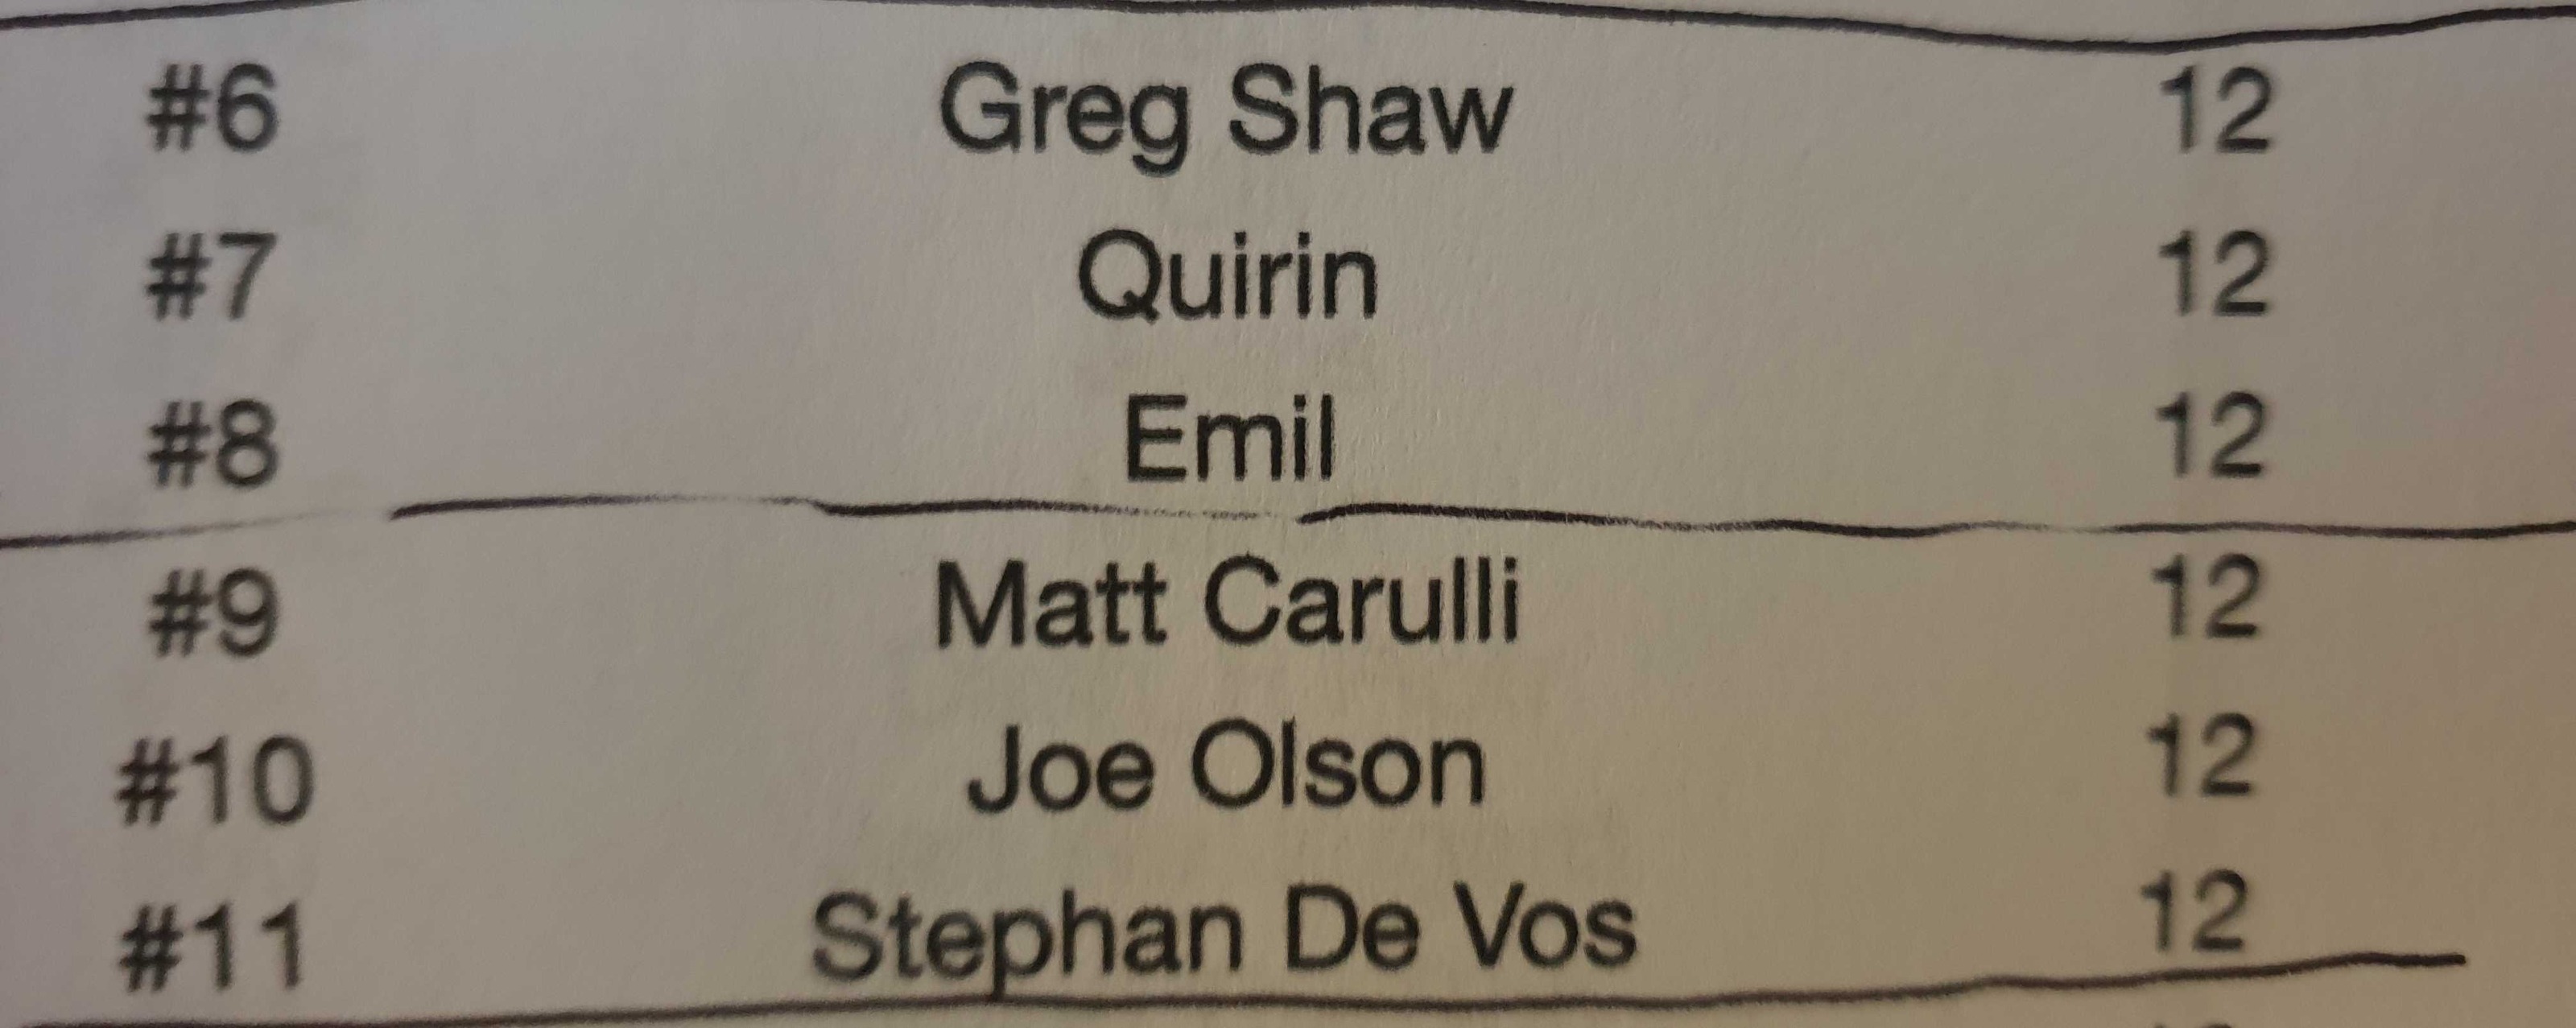 #6 Greg Shaw 12
#7 Quirin 12
#8 Emil 12
#9 Matt Carulli 12
#10 Joe Olson 12
#11 Stephan De Vos 12